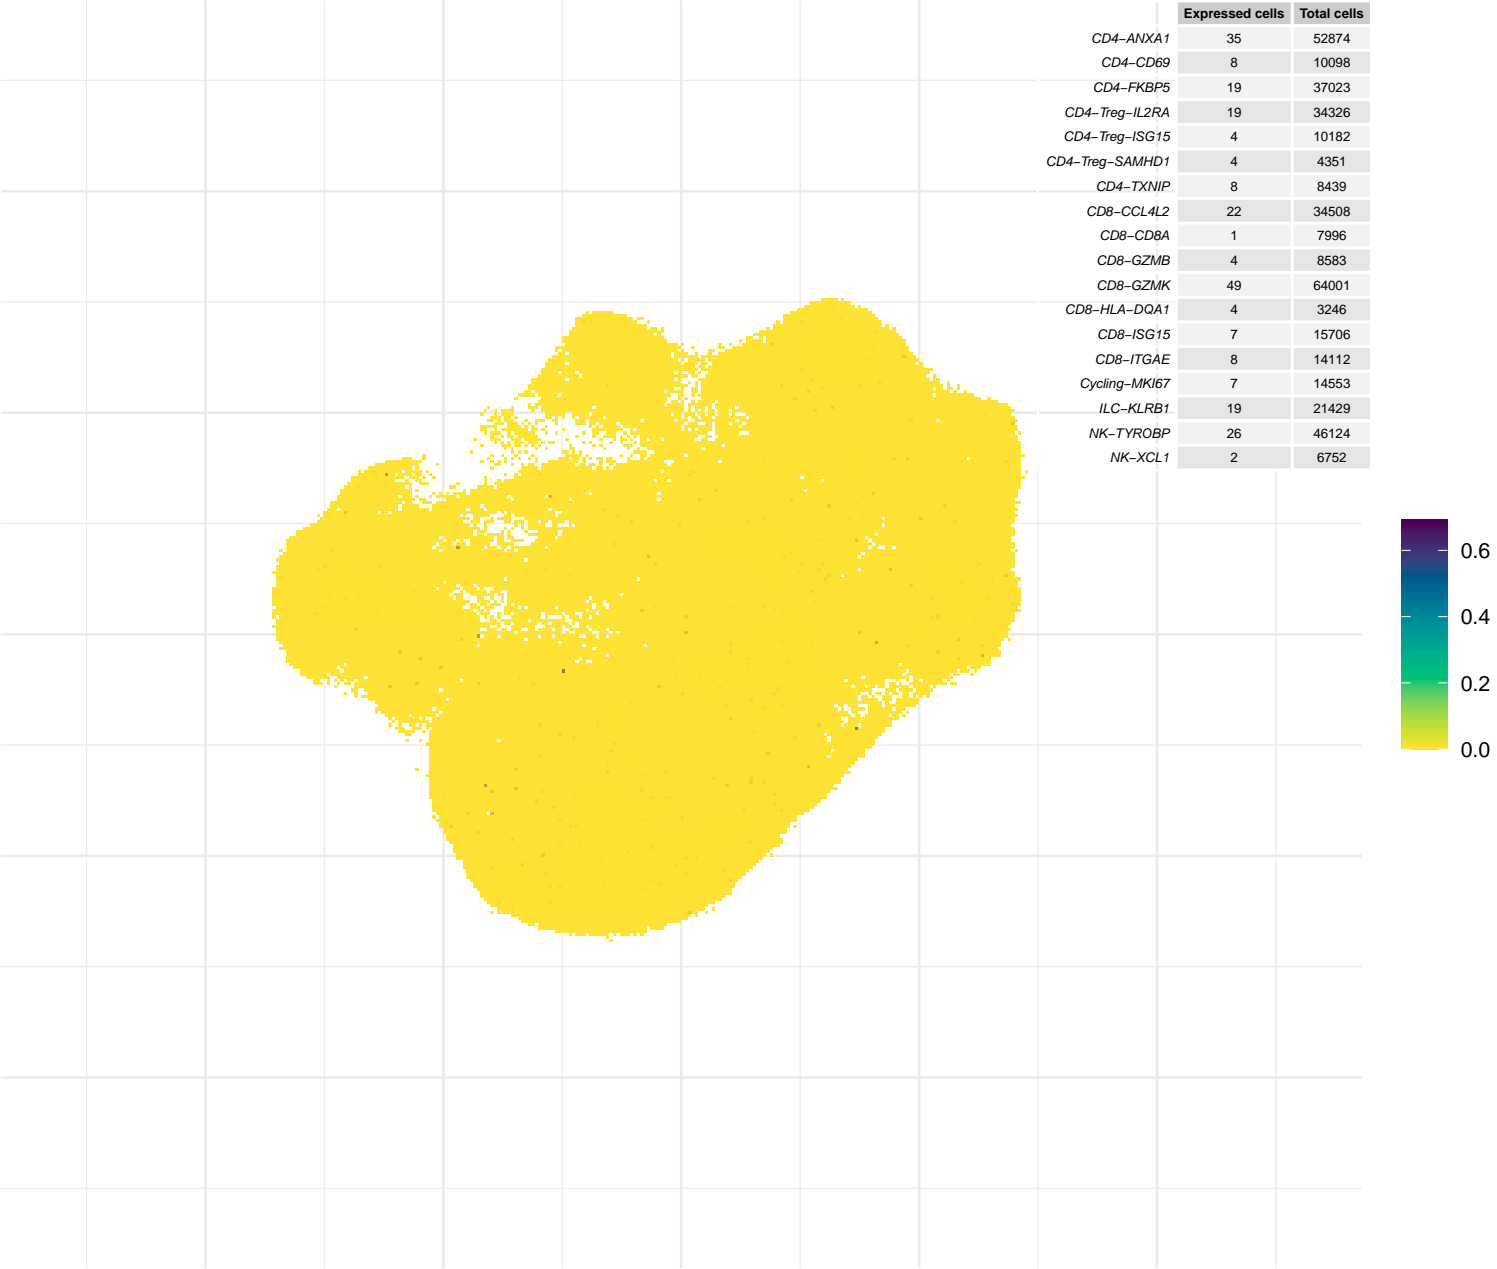 Expressed cells Total cells
CD4−ANXA1 35 52874
CD4−CD69 8 10098
CD4−FKBP5 19 37023
CD4−Treg−IL2RA 19 34326
CD4−Treg−ISG15 4 10182
CD4−Treg−SAMHD1 4 4351
CD4−TXNIP 8 8439
CD8−CCL4L2 22 34508
CD8−CD8A 1 7996
CD8−GZMB 4 8583
CD8−GZMK 49 64001
CD8−HLA−DQA1 4 3246
CD8−ISG15 7 15706
CD8−ITGAE 8 14112
Cycling−MKI67 7 14553
ILC−KLRB1 19 21429
NK−TYROBP 26 46124
NK−XCL1 2 6752
0.6
0.4
0.2
0.0